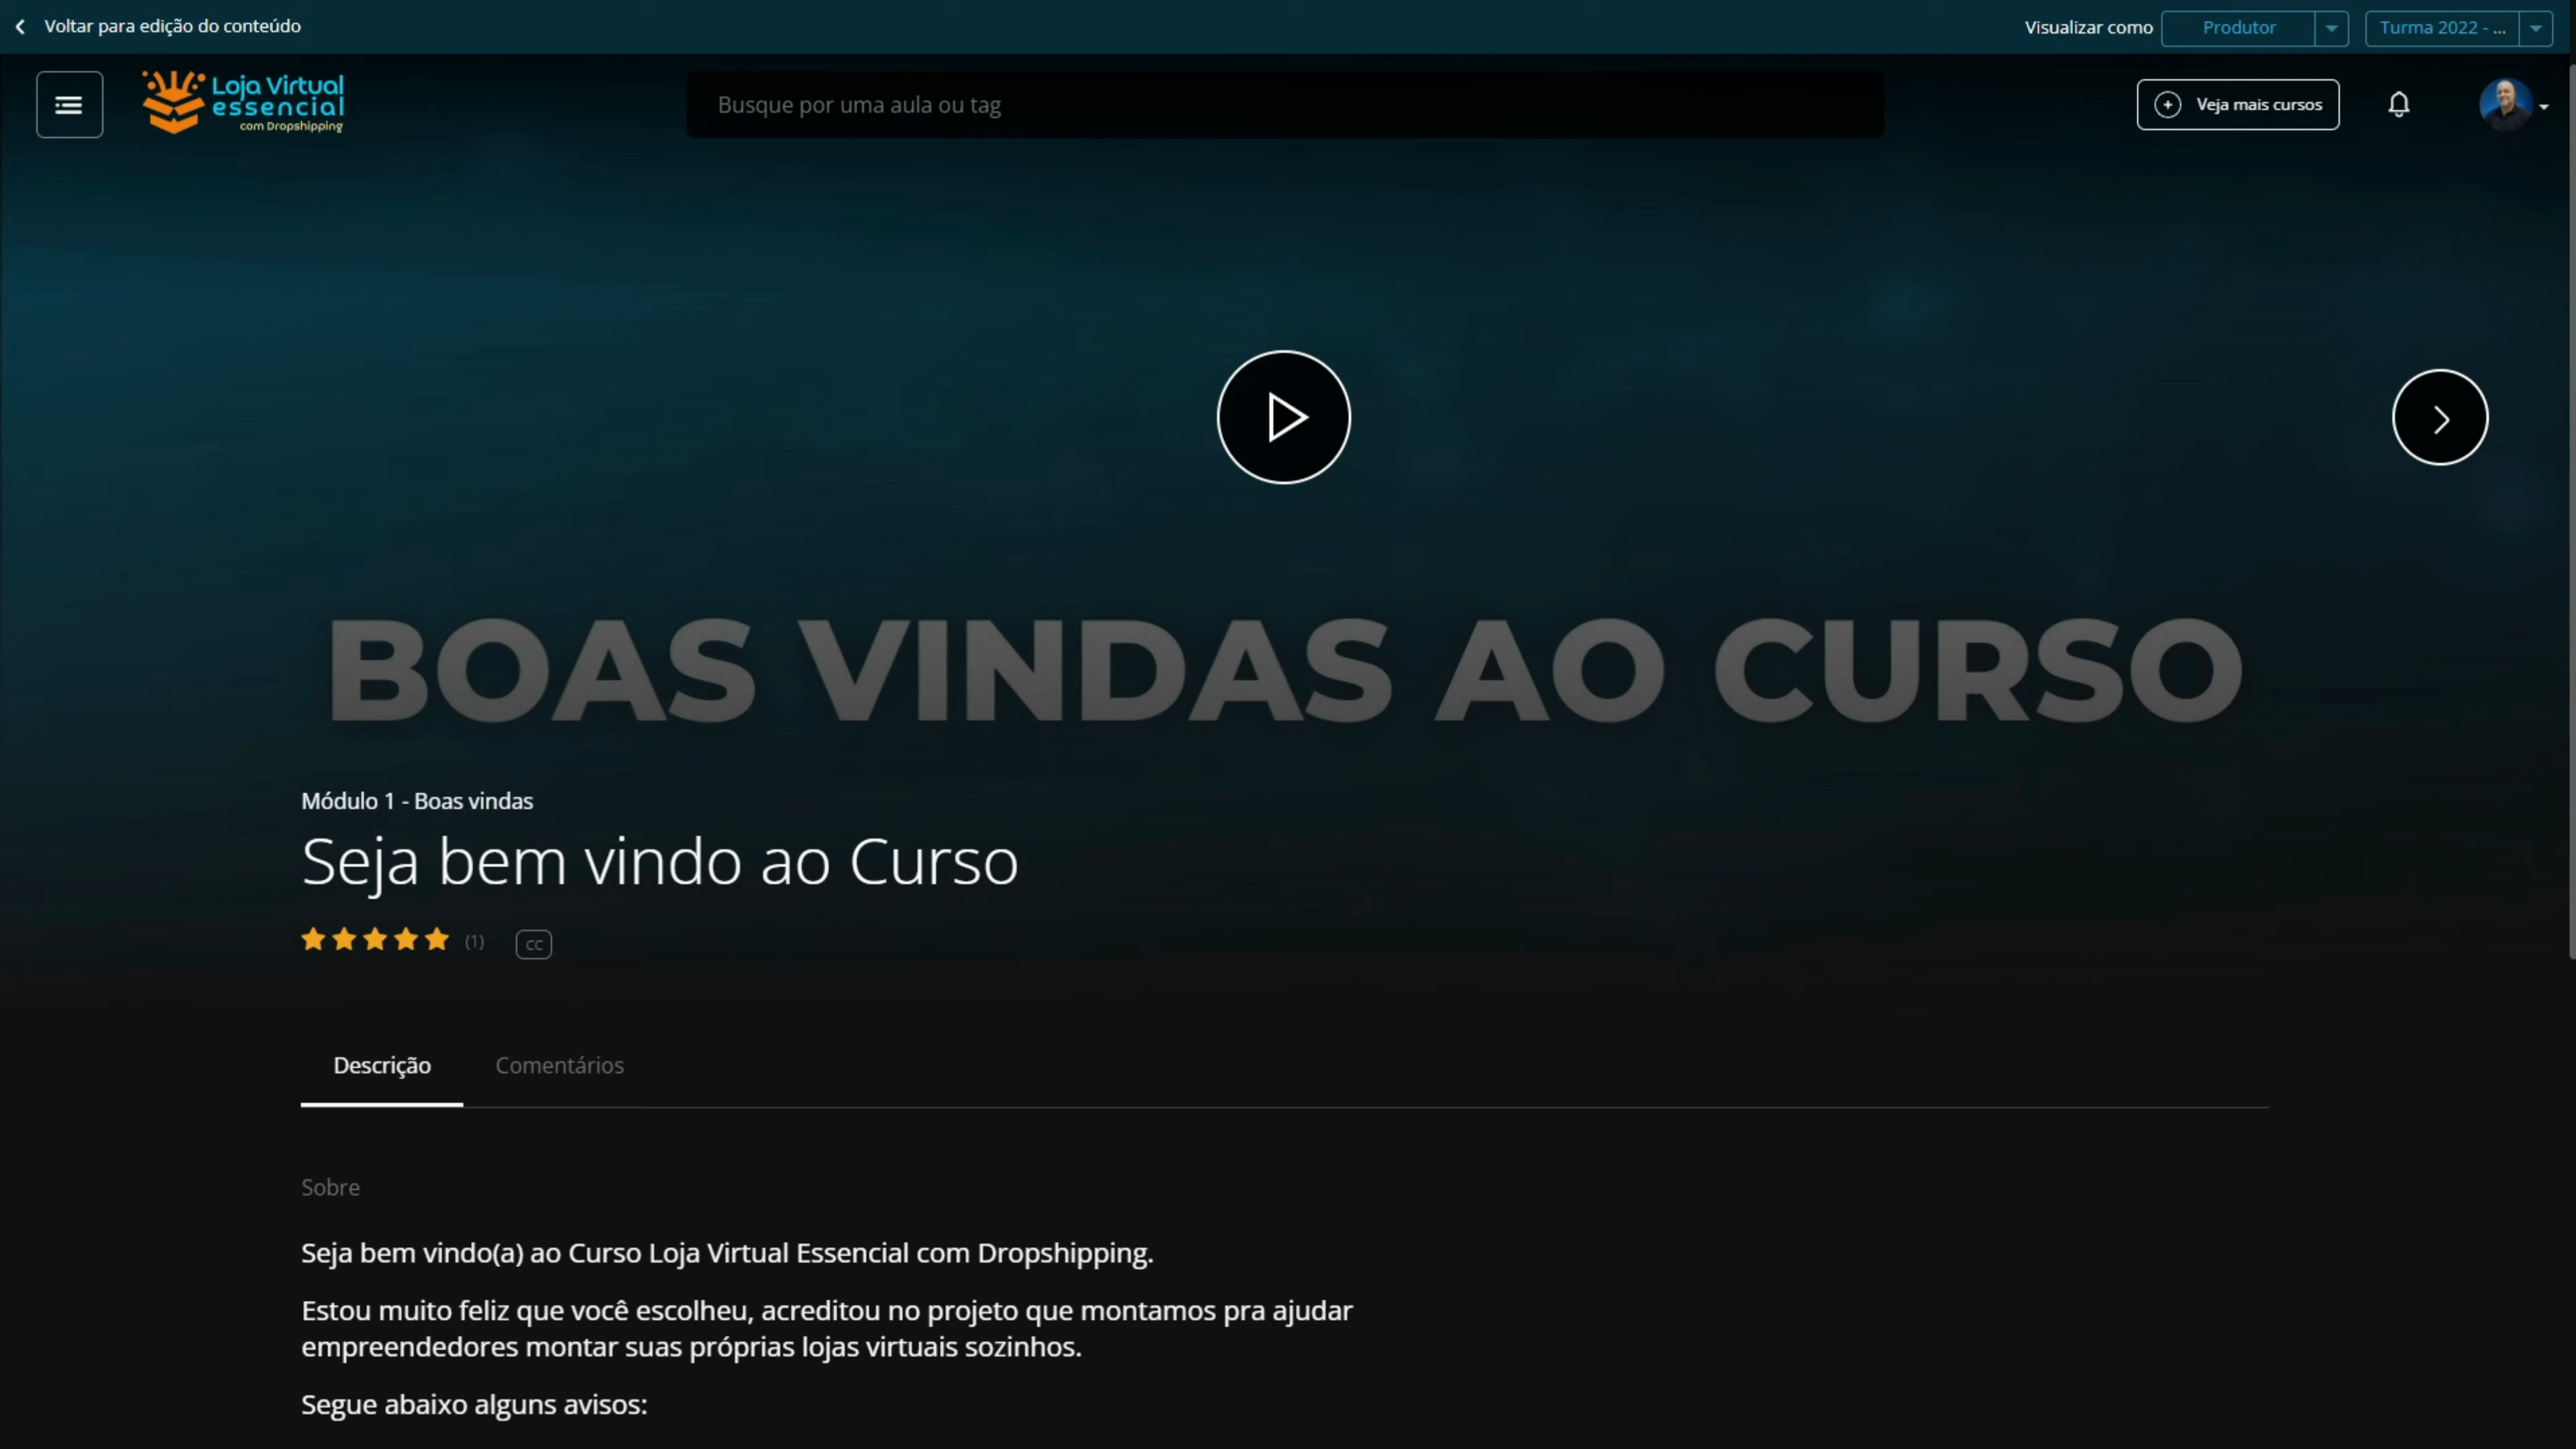 Voltar para edição do conteúdo
Visualizar como
Produtor
Turma 2022 - ...
Loja Virtual
essencial
com Dropshipping
Busque por uma aula ou tag
Veja mais cursos
BOAS VINDAS AO CURSO
Módulo 1 - Boas vindas
Seja bem vindo ao Curso
(1)
CC
Descrição
Comentários
Sobre
Seja bem vindo(a) ao Curso Loja Virtual Essencial com Dropshipping.
Estou muito feliz que você escolheu, acreditou no projeto que montamos pra ajudar
empreendedores montar suas próprias lojas virtuais sozinhos.
Segue abaixo alguns avisos: